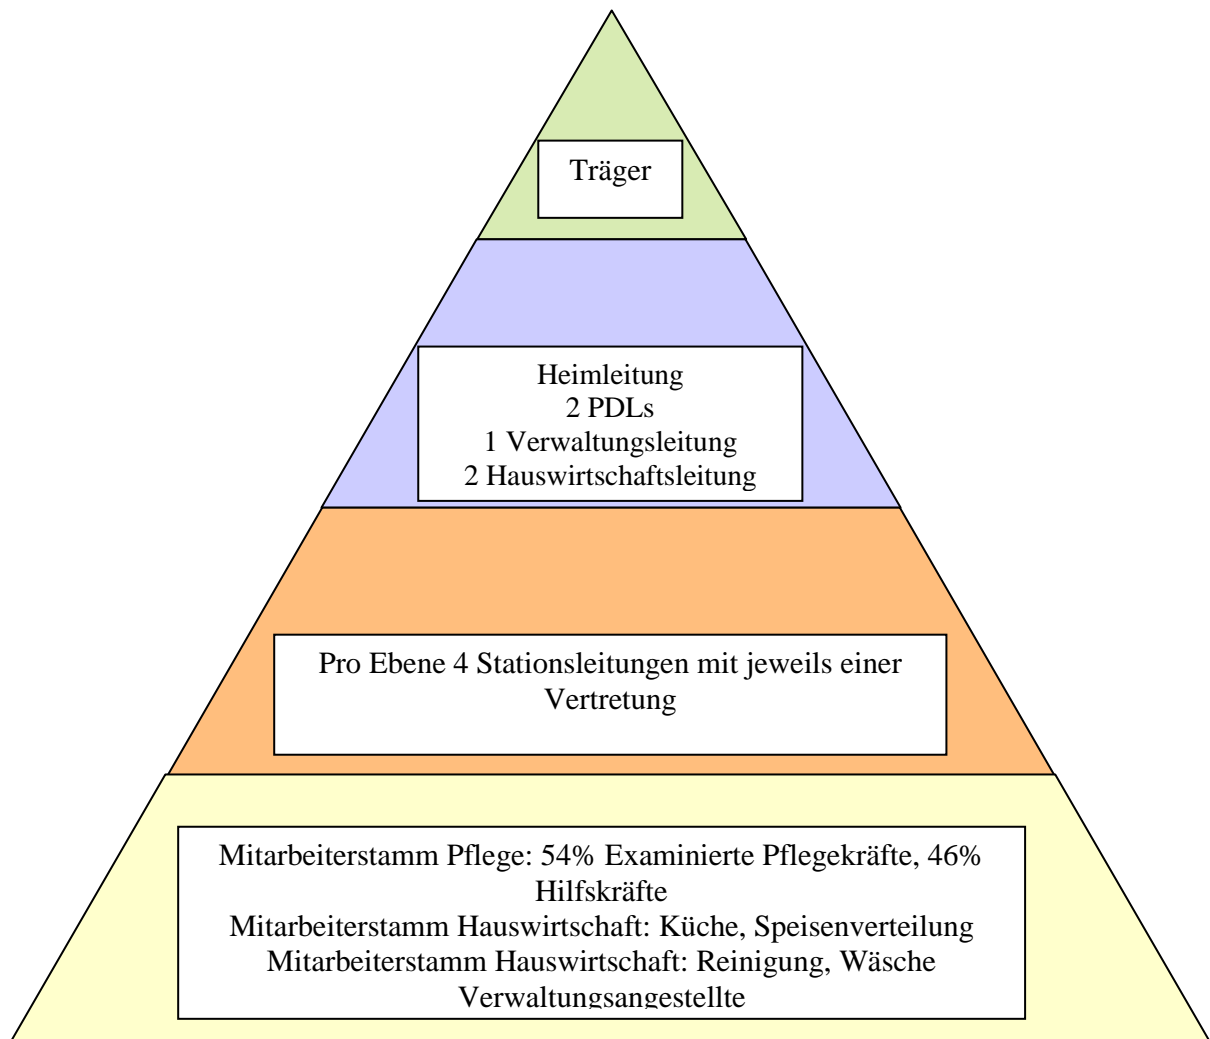 Träger
Heimleitung
2 PDLs
1 Verwaltungsleitung
2 Hauswirtschaftsleitung
Pro Ebene 4 Stationsleitungen mit jeweils einer
Vertretung
Mitarbeiterstamm Pflege: 54% Examinierte Pflegekräfte, 46%
Hilfskräfte
Mitarbeiterstamm Hauswirtschaft: Küche, Speisenverteilung
Mitarbeiterstamm Hauswirtschaft: Reinigung, Wäsche
Verwaltungsangestellte